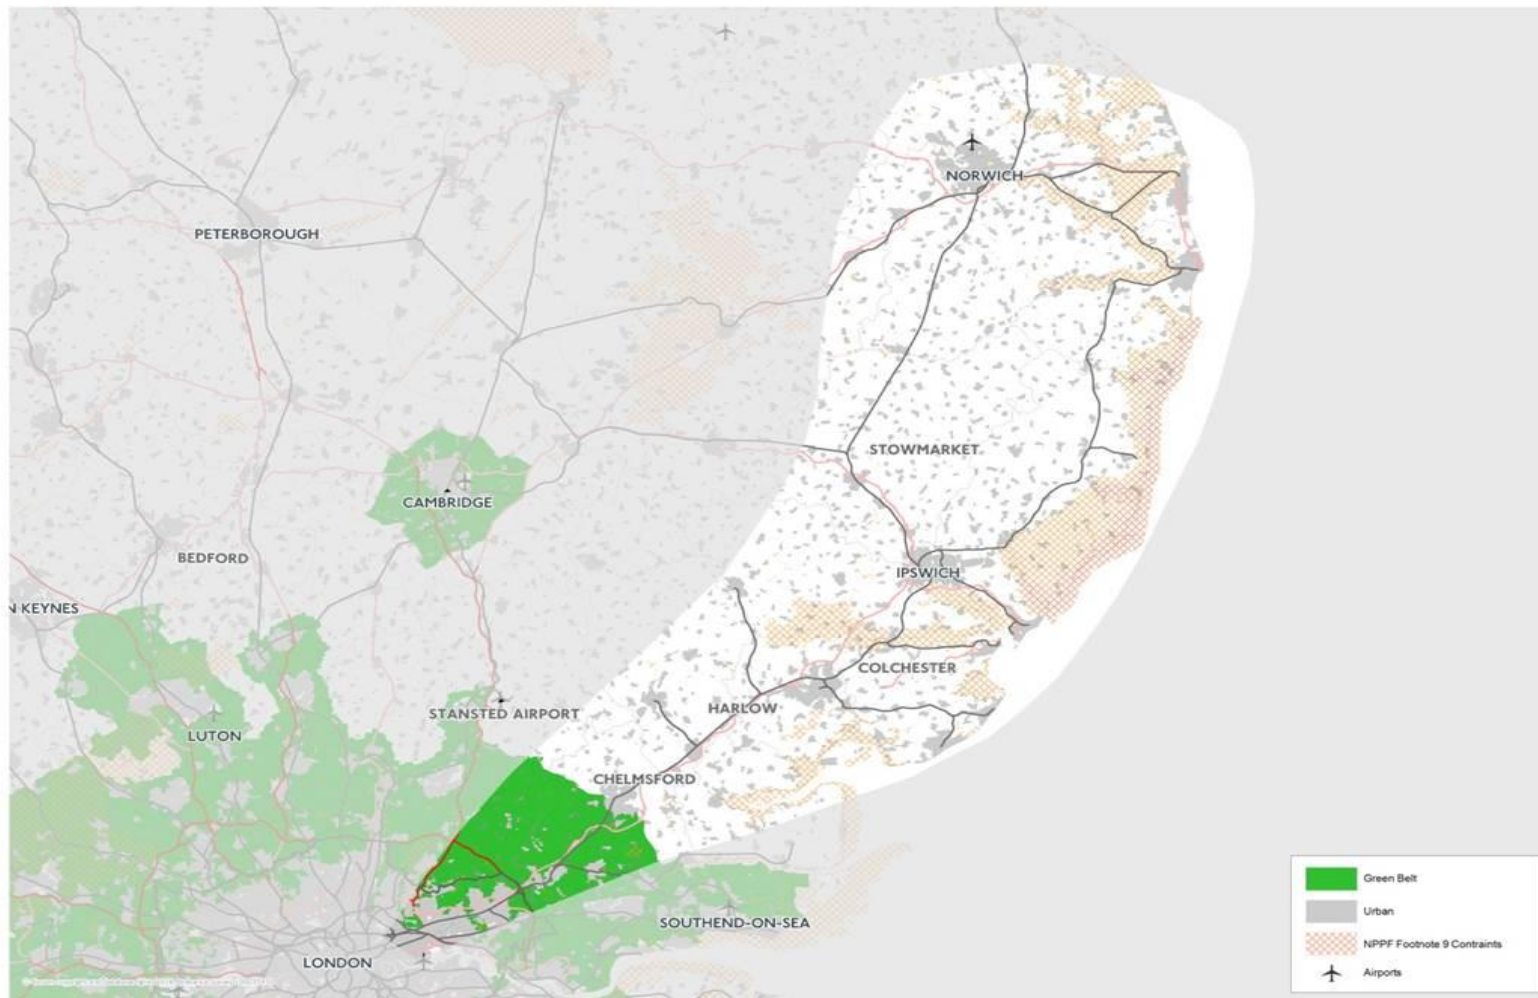 NORWICH
PETERBOROUGH
STOWMARKET
CAMBRIDGE
BEDFORD
IPSWICH
N KEYNES
COLCHESTER
HARLOW
STANSTED AIRPORT
LUTON
CHELMSFORD
SOUTHEND-ON-SEA
LONDON
Green Belt
Urban
NPPF Footnote 9 Contraints
Airports